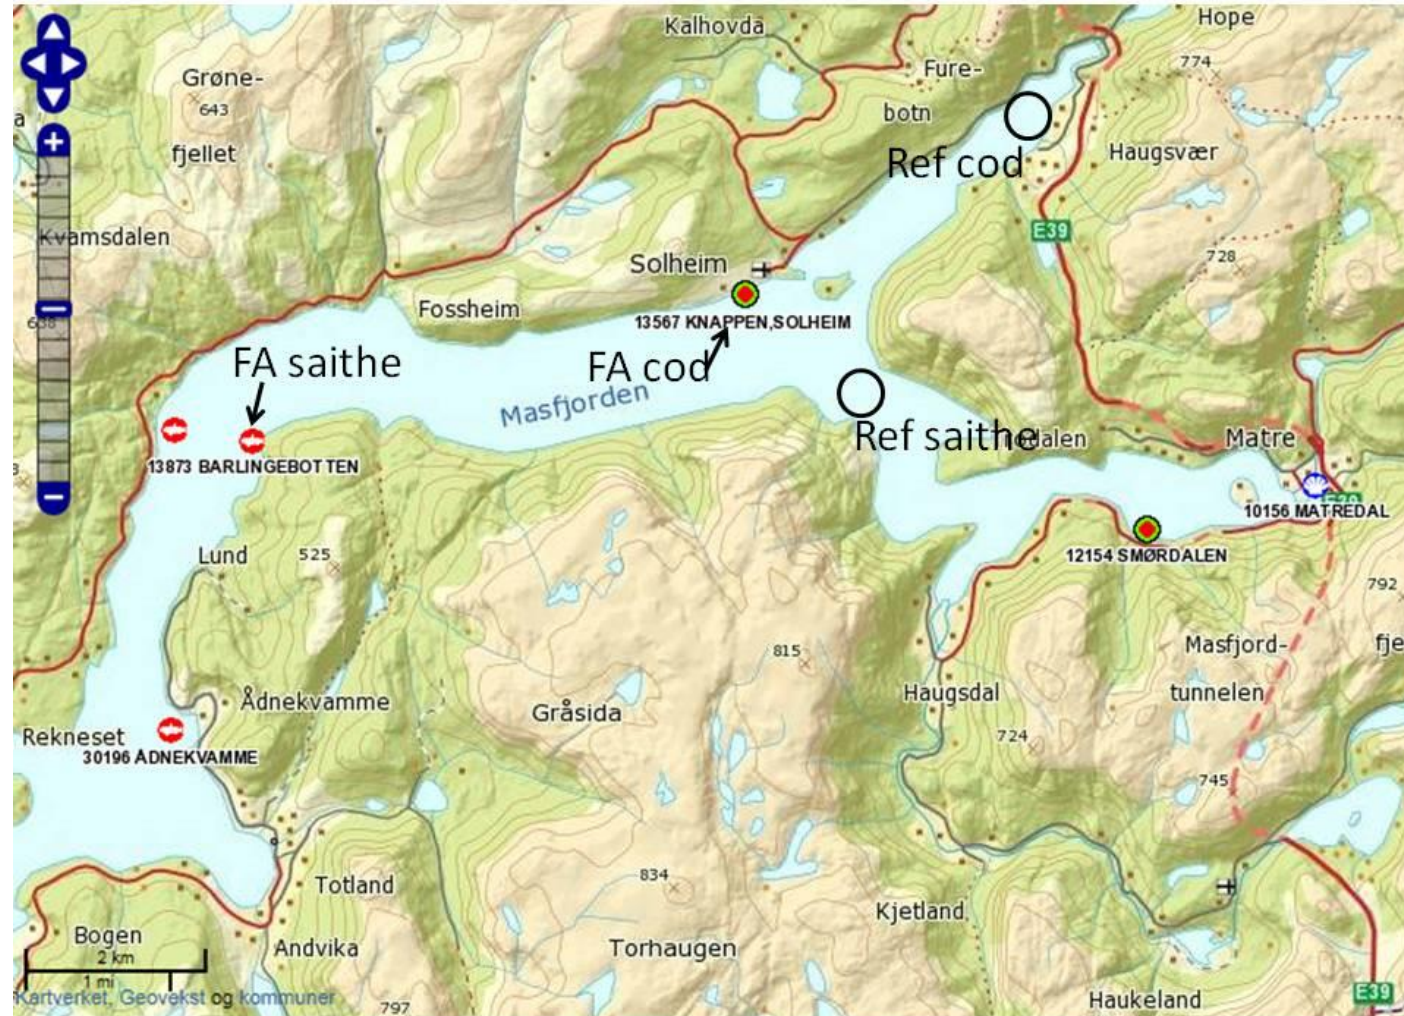 Kalhovda
Hope
Grøne-
643
fjellet
Fure-
774
botn
a
Ref cod
Haugsvær
Kvamsdalen
E39
Solheim
728
638
Fossheim
13567 KNAPPEN,SOLHEIM
FA saithe
FA cod
Masfjorden
Ref saithe
Matre
13873 BARLINGEBOTTEN
E39
10156 MATREDAL
Lund
525
12154 SMØRDALEN
792
815
Masfjord-
fje
Ådnekvamme
Haugsdal
tunnelen
Gråsida
Rekneset
724
30196 ÅDNEKVAMME
745
834
Totland
Kjetland
Bogen
Andvika
Torhaugen
2 km
1 mi
Kartverket, Geovekst og kommuner
797
Haukeland
E39